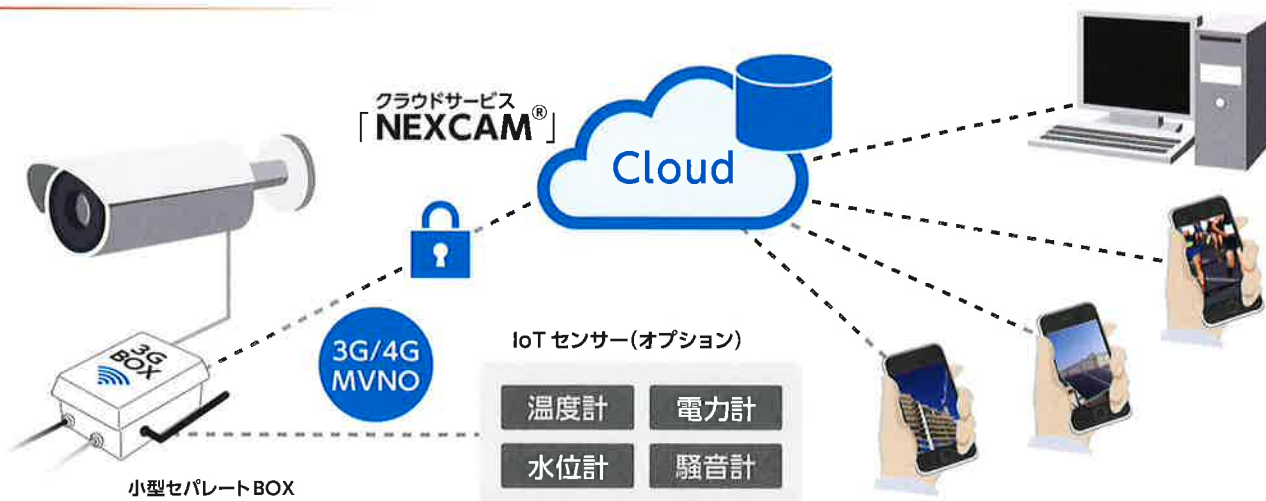 クラウドサービス
「NEXCAM®」
Cloud
3G
BOX
3G/4G
MVNO
IoT センサー(オプション)
温度計
電力計
水位計
騒音計
小型セパレートBOX